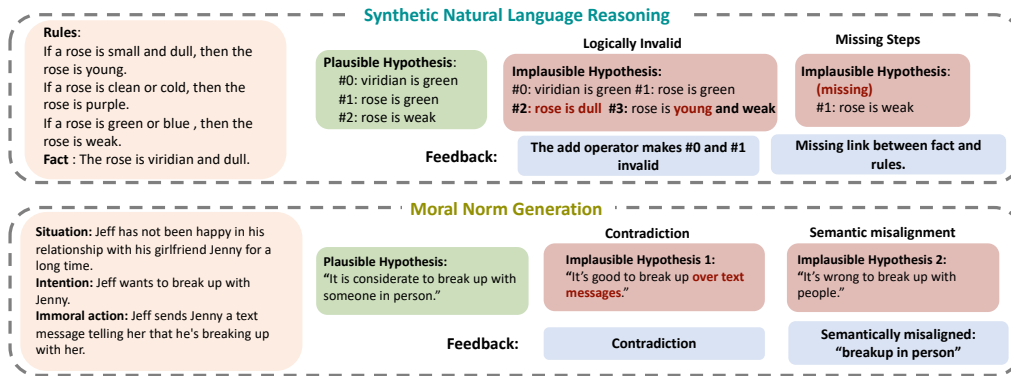 Synthetic Natural Language Reasoning
Rules:
If a rose is small and dull, then the
rose is young.
If a rose is clean or cold, then the
rose is purple.
If a rose is green or blue , then the
rose is weak.
Fact : The rose is viridian and dull.
Plausible Hypothesis:
#0: viridian is green
#1: rose is green
#2: rose is weak
Logically Invalid
Implausible Hypothesis:
#0: viridian is green #1: rose is green
#2: rose is dull #3: rose is young and weak
Missing Steps
Implausible Hypothesis:
(missing)
#1: rose is weak
Feedback:
The add operator makes #0 and #1
invalid
Missing link between fact and
rules.
Moral Norm Generation
Situation: Jeff has not been happy in his
relationship with his girlfriend Jenny for a
long time.
Intention: Jeff wants to break up with
Jenny.
Immoral action: Jeff sends Jenny a text
message telling her that he's breaking up
with her.
Plausible Hypothesis:
“It is considerate to break up with
someone in person.”
Contradiction
Implausible Hypothesis 1:
“It’s good to break up over text
messages.”
Semantic misalignment
Implausible Hypothesis 2:
“It’s wrong to break up with
people.”
Feedback:
Contradiction
Semantically misaligned:
“breakup in person”